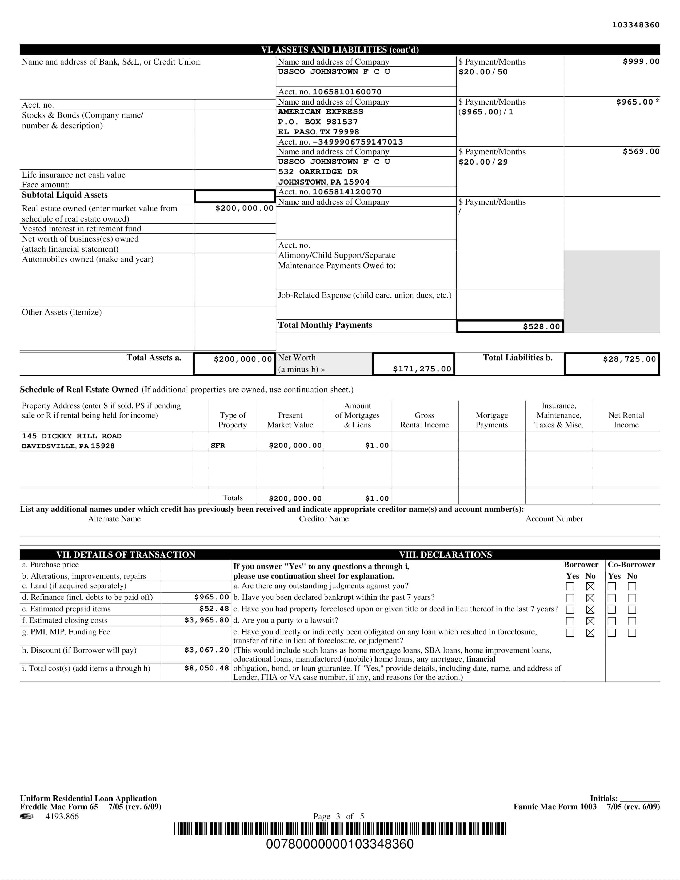 103348360
VI. ASSETS AND LIABILITIES (cont'd)
Name and address of Bank, S&L, or Credit Union
Name and address of Company
$ Payment/Months
$999.00
USSCO JOHNSTOWN F C U
$20.00/50
Acct. no. 1065810160070
Acct. no.
Name and address of Company
$ Payment/Months
$965.00 *
Stocks & Bonds (Company name/
number & description)
AMERICAN EXPRESS
($965.00)/1
P.O. BOX 981537
EL PASO, TX 79998
Acct. no. -3499906759147013
Name and address of Company
$ Payment/Months
$569.00
USSCO JOHNSTOWN F C U
$20.00/29
532 OAKRIDGE DR
JOHNSTOWN, PA 15904
Life insurance net cash value
Face amount:
Acct. no. 1065814120070
Subtotal Liquid Assets
Name and address of Company
$ Payment/Months
/
Real estate owned (enter market value from
schedule of real estate owned)
$200,000.00
Vested interest in retirement fund
Net worth of business(es) owned
(attach financial statement)
Acct. no.
Automobiles owned (make and year)
Alimony/Child Support/Separate
Maintenance Payments Owed to:
Job-Related Expense (child care, union dues, etc.)
Other Assets (itemize)
Total Monthly Payments
$528.00
Total Assets a.
$200,000.00
Net Worth
(a minus b) »
$171,275.00
Total Liabilities b.
$28,725.00
Schedule of Real Estate Owned (If additional properties are owned, use continuation sheet.)
Property Address (enter S if sold, PS if pending
sale or R if rental being held for income)
Type of
Property
Present
Market Value
Amount
of Mortgages
& Liens
Gross
Rental Income
Mortgage
Payments
Insurance,
Maintenance,
Taxes & Misc.
Net Rental
Income
145 DICKEY HILL ROAD
DAVIDSVILLE, PA 15928
SFR
$200,000.00
$1.00
Totals
$200,000.00
$1.00
List any additional names under which credit has previously been received and indicate appropriate creditor name(s) and account number(s):
Alternate Name
Creditor Name
Account Number
VII. DETAILS OF TRANSACTION
VIII. DECLARATIONS
a. Purchase price
If you answer "Yes" to any questions a through i,
please use continuation sheet for explanation.
Borrower
Co-Borrower
Yes No
Yes No
b. Alterations, improvements, repairs
c. Land (if acquired separately)
a. Are there any outstanding judgments against you?
d. Refinance (incl. debts to be paid off)
$965.00
b. Have you been declared bankrupt within the past 7 years?
e. Estimated prepaid items
$52.48
c. Have you had property foreclosed upon or given title or deed in lieu thereof in the last 7 years?
f. Estimated closing costs
$3,965.80
d. Are you a party to a lawsuit?
g. PMI, MIP, Funding Fee
e. Have you directly or indirectly been obligated on any loan which resulted in foreclosure,
transfer of title in lieu of foreclosure, or judgment?
h. Discount (if Borrower will pay)
$3,067.20
(This would include such loans as home mortgage loans, SBA loans, home improvement loans,
educational loans, manufactured (mobile) home loans, any mortgage, financial
i. Total cost(s) (add items a through h)
$8,050.48
obligation, bond, or loan guarantee. If "Yes," provide details, including date, name, and address of
Lender, FHA or VA case number, if any, and reasons for the action.)
Uniform Residential Loan Application
Freddie Mac Form 65 7/05 (rev. 6/09)
4193.866
Page 3 of 5
Initials:
Fannie Mae Form 1003 7/05 (rev. 6/09)
00780000000103348360